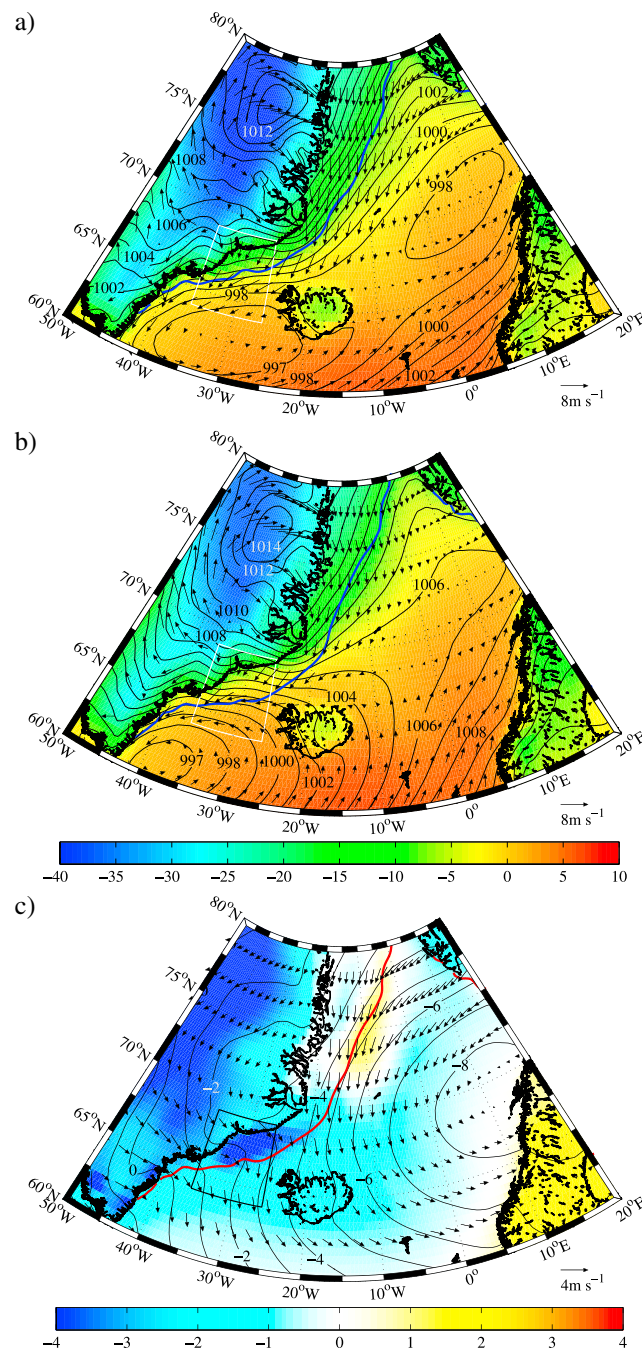 a)
80°N
75°N
70°N
65°N
60°N
50°W
40°W
30°W
20°W
10°W
0°
10°E
20°E
1012
1008
1006
1004
1002
998
997
998
1002
1000
998
1000
1002
8m s⁻¹
b)
80°N
75°N
70°N
65°N
60°N
50°W
40°W
30°W
20°W
10°W
0°
10°E
20°E
1014
1012
1010
1008
1006
1004
1006
1008
997
998
1000
1002
8m s⁻¹
−40 −35 −30 −25 −20 −15 −10 −5 0 5 10
c)
80°N
75°N
70°N
65°N
60°N
50°W
40°W
30°W
20°W
10°W
0°
10°E
20°E
−6
−8
−2
−4
0
−6
−2
−4
4m s⁻¹
−4 −3 −2 −1 0 1 2 3 4